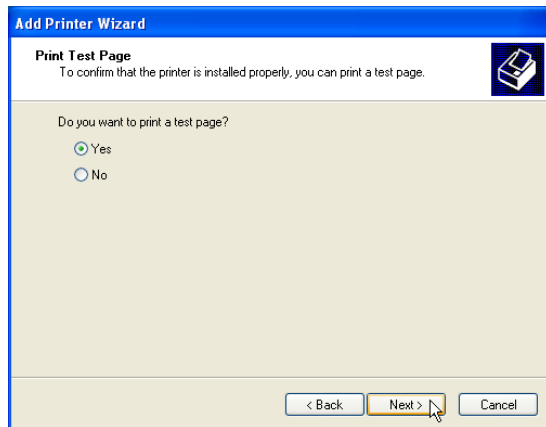 Add Printer Wizard
Print Test Page
To confirm that the printer is installed properly, you can print a test page.
Do you want to print a test page?
Yes
No
< Back Next > Cancel